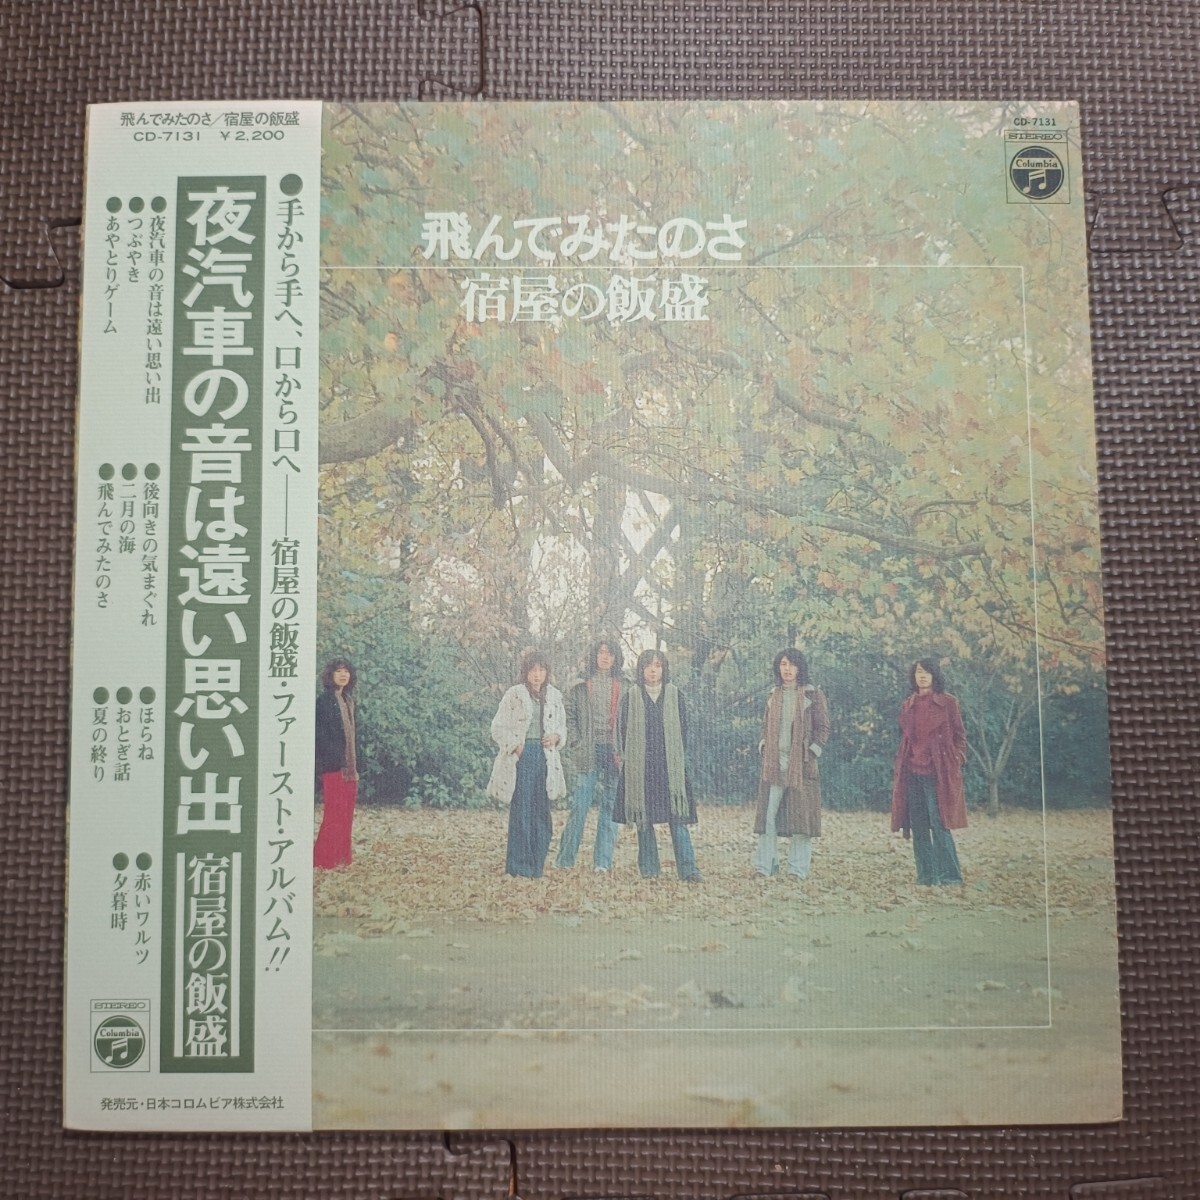 飛んでみたのさ/宿屋の飯盛
CD-7131 ￥2,200
●手から手へ、口から口へ──宿屋の飯盛・ファースト・アルバム!!
夜汽車の音は遠い思い出
宿屋の飯盛
●夜汽車の音は遠い思い出
●つぶやき
●あやとりゲーム
●後向きの気まぐれ
●二月の海
●飛んでみたのさ
●ほらね
●おとぎ話
●夏の終り
●赤いワルツ
●夕暮時
STEREO
Columbia
発売元・日本コロムビア株式会社
CD-7131
STEREO
Columbia
飛んでみたのさ
宿屋の飯盛